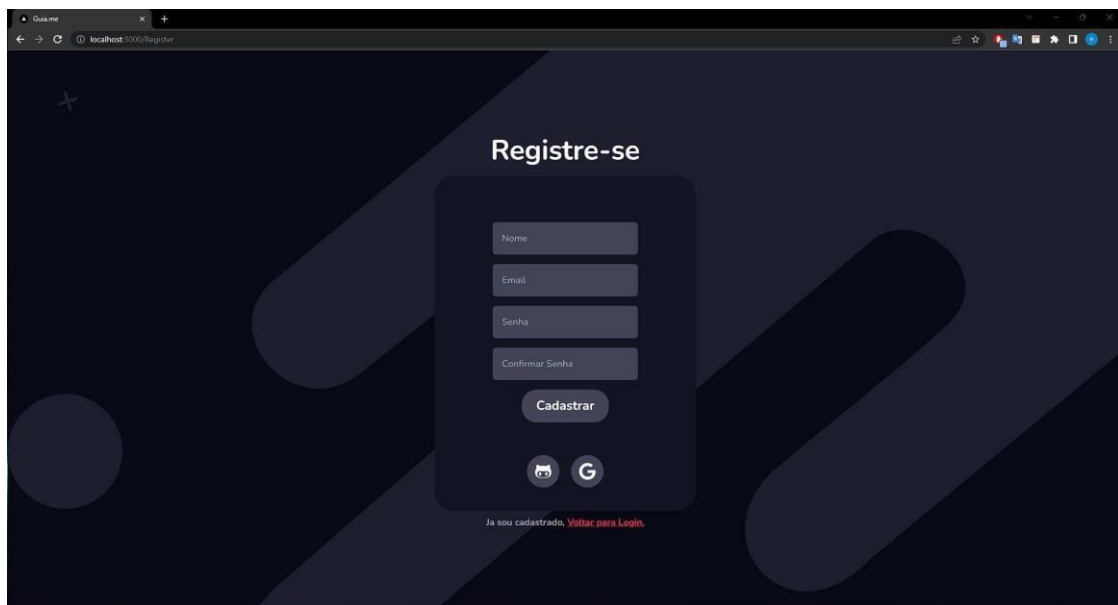 Guia.me
localhost:3000/Register
Registre-se
Nome
Email
Senha
Confirmar Senha
Cadastrar
G
Ja sou cadastrado, Voltar para Login.